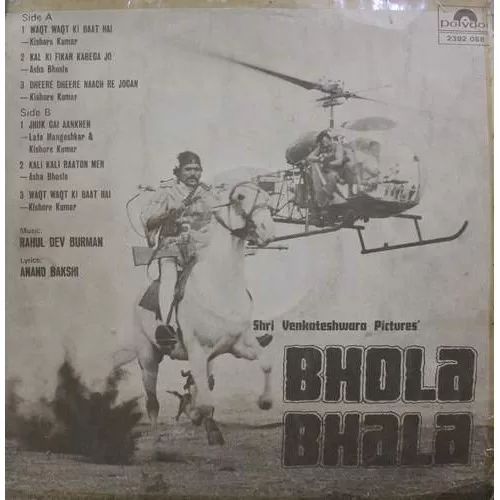 Side A
1 WAQT WAQT KI BAAT HAI
—Kishore Kumar
2 KAL KI FIKAR KAREGA JO
—Asha Bhosle
3 DHEERE DHEERE NAACH RE JOGAN
—Kishore Kumar
Side B
1 JHUK GAI AANKHEN
—Lata Mangeshkar &
Kishore Kumar
2 KALI KALI RAATON MEN
—Asha Bhosle
3 WAQT WAQT KI BAAT HAI
—Kishore Kumar
Music:
RAHUL DEV BURMAN
Lyrics:
ANAND BAKSHI
Polydor
2392 068
Shri Venkateshwara Pictures'
BHOLA
BHALA